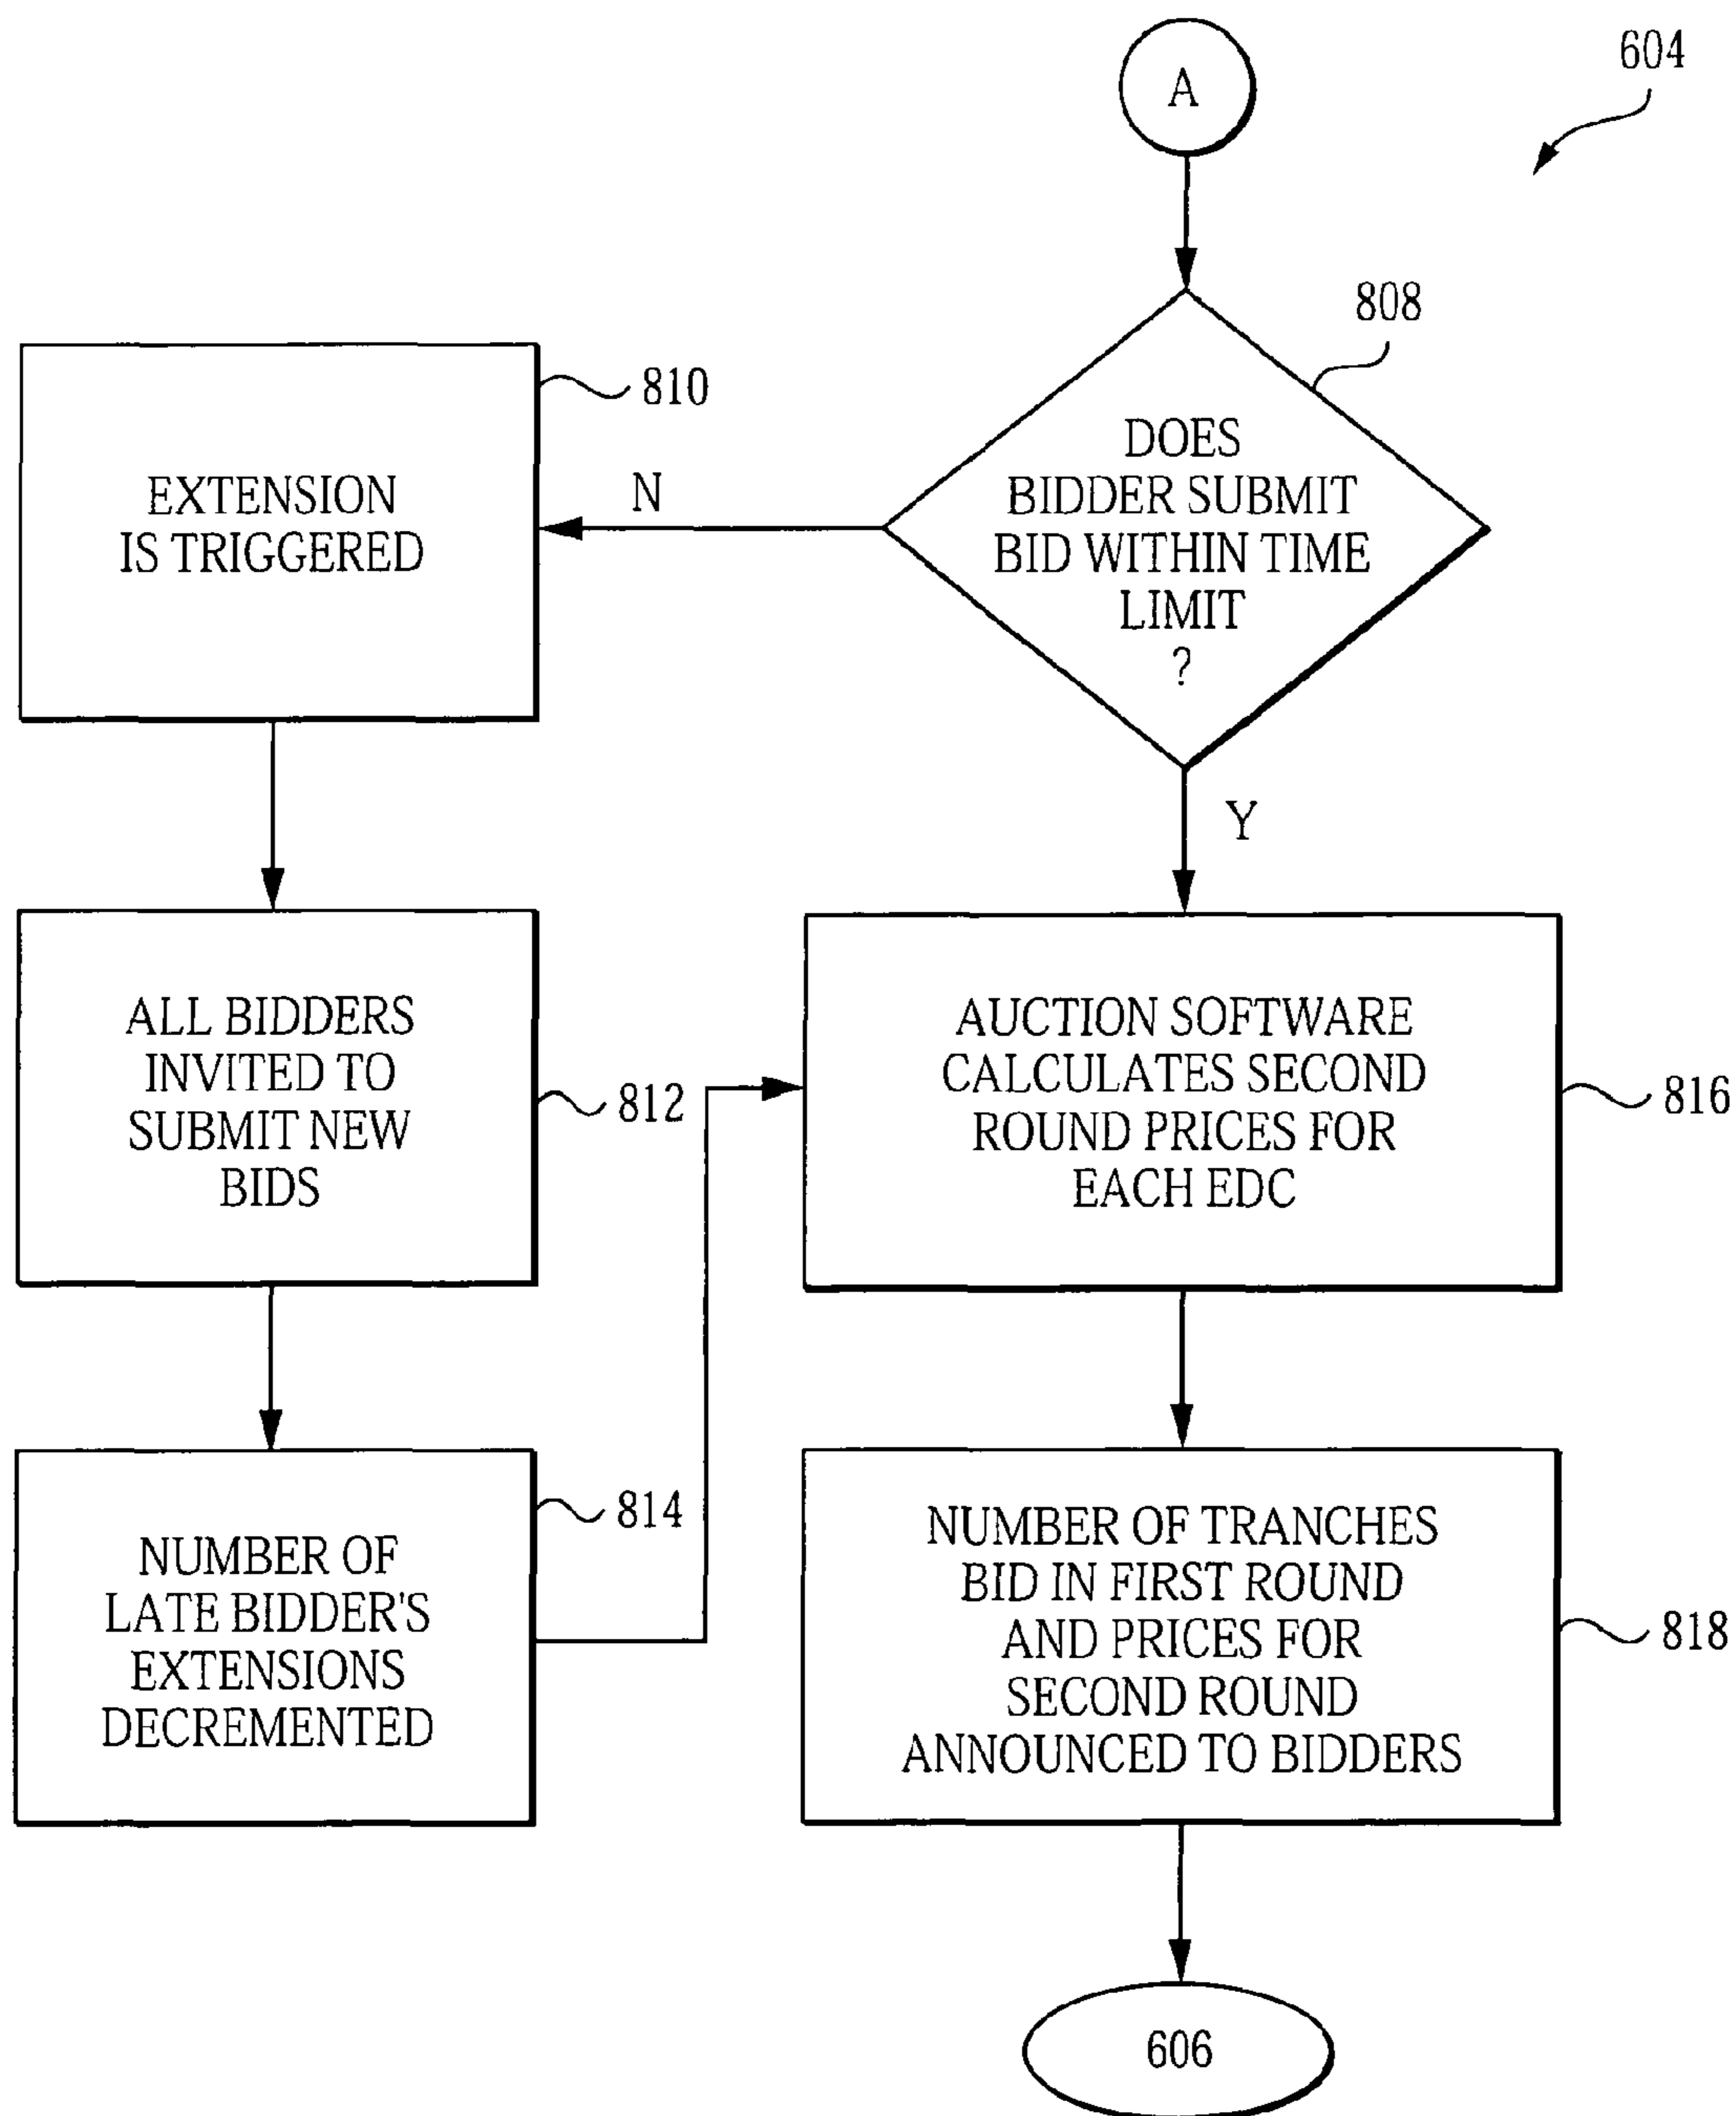 A
604
808
DOES
BIDDER SUBMIT
BID WITHIN TIME
LIMIT
?
N
810
EXTENSION
IS TRIGGERED
Y
ALL BIDDERS
INVITED TO
SUBMIT NEW
BIDS
812
AUCTION SOFTWARE
CALCULATES SECOND
ROUND PRICES FOR
EACH EDC
816
NUMBER OF
LATE BIDDER'S
EXTENSIONS
DECREMENTED
814
NUMBER OF TRANCHES
BID IN FIRST ROUND
AND PRICES FOR
SECOND ROUND
ANNOUNCED TO BIDDERS
818
606